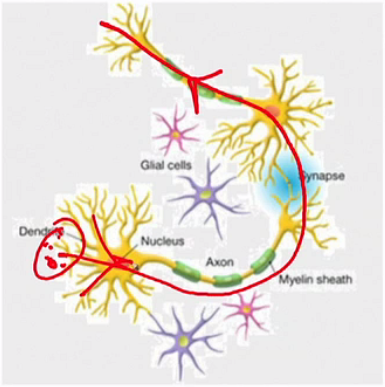 Glial cells
Synapse
Dendrite
Nucleus
Axon
Myelin sheath